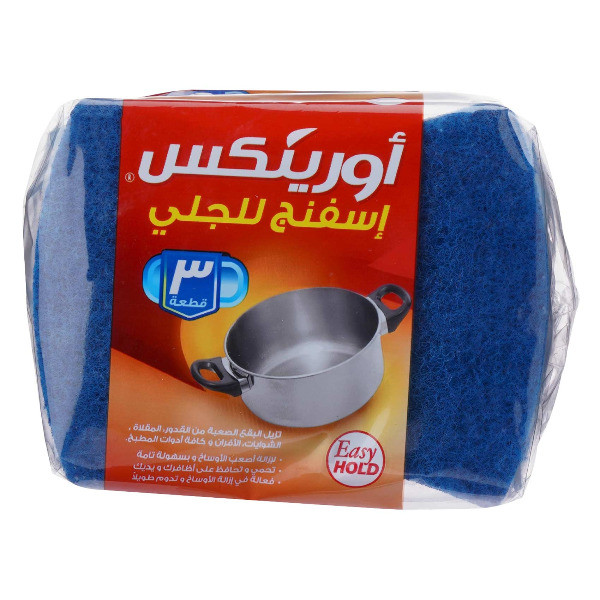 أورينكس®
إسفنج للجلي
٣
قطعة
تزيل البقع الصعبة من القدور، المقلاة،
الشوايات، الأفران و كافة أدوات المطبخ.
• لإزالة أصعب الأوساخ و بسهولة تامة
• تحمي و تحافظ على أظافرك و يديك
• فعالة في إزالة الأوساخ و تدوم طويلاً
Easy
HOLD